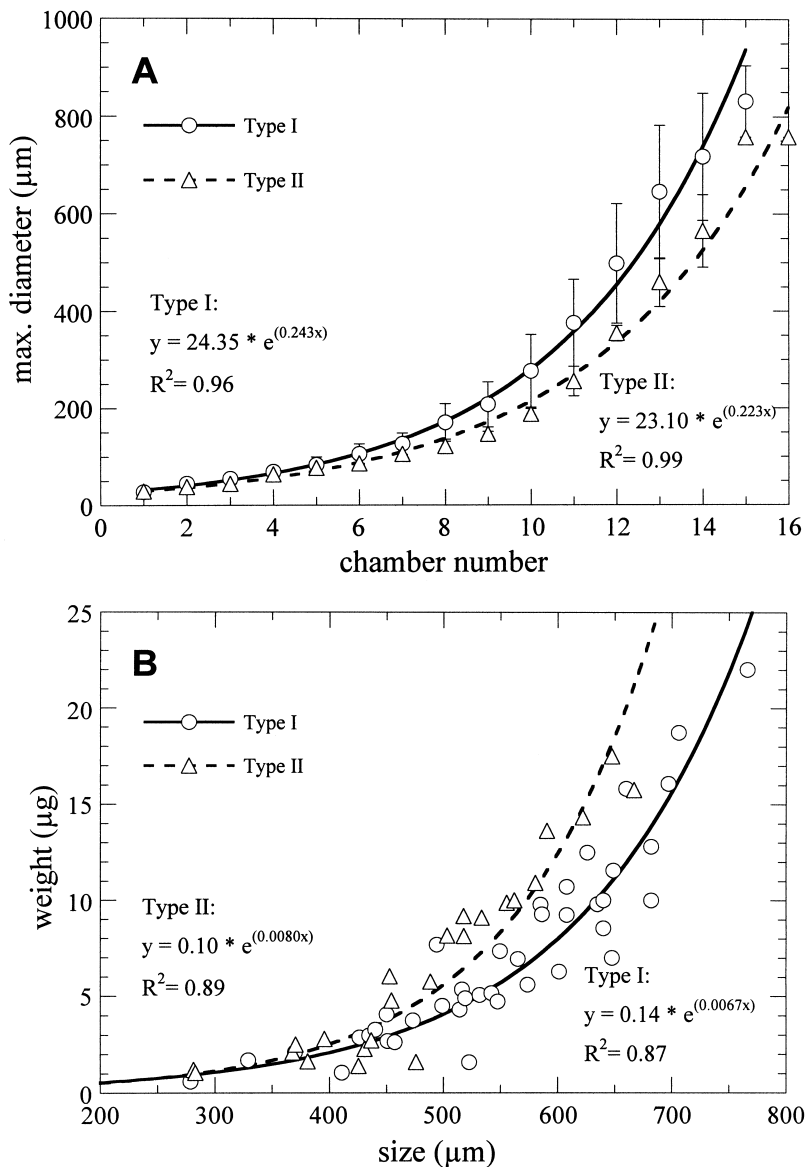 1000
A
800
Type I
Type II
600
max. diameter (µm)
400
Type I:
y = 24.35 * e(0.243x)
R2= 0.96
Type II:
y = 23.10 * e(0.223x)
R2= 0.99
200
0
0 2 4 6 8 10 12 14 16
chamber number
25
B
20
Type I
Type II
15
weight (µg)
10
Type II:
y = 0.10 * e(0.0080x)
R2= 0.89
5
Type I:
y = 0.14 * e(0.0067x)
R2= 0.87
0
200 300 400 500 600 700 800
size (µm)